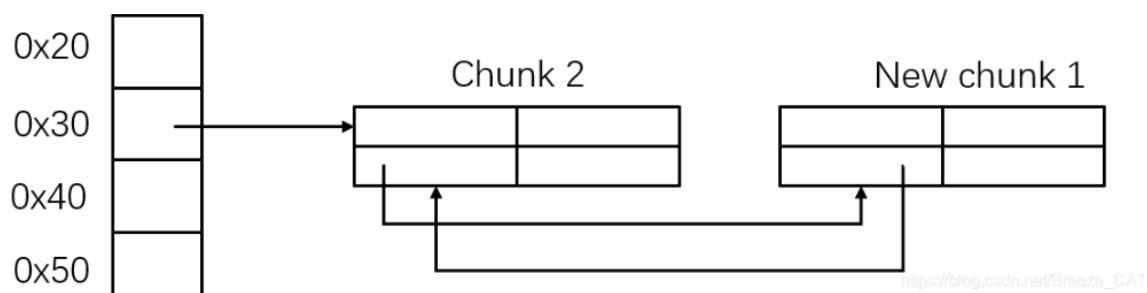 0x20
Chunk 2
New chunk 1
0x30
0x40
0x50
https://blog.csdn.net/Breeze_CAT